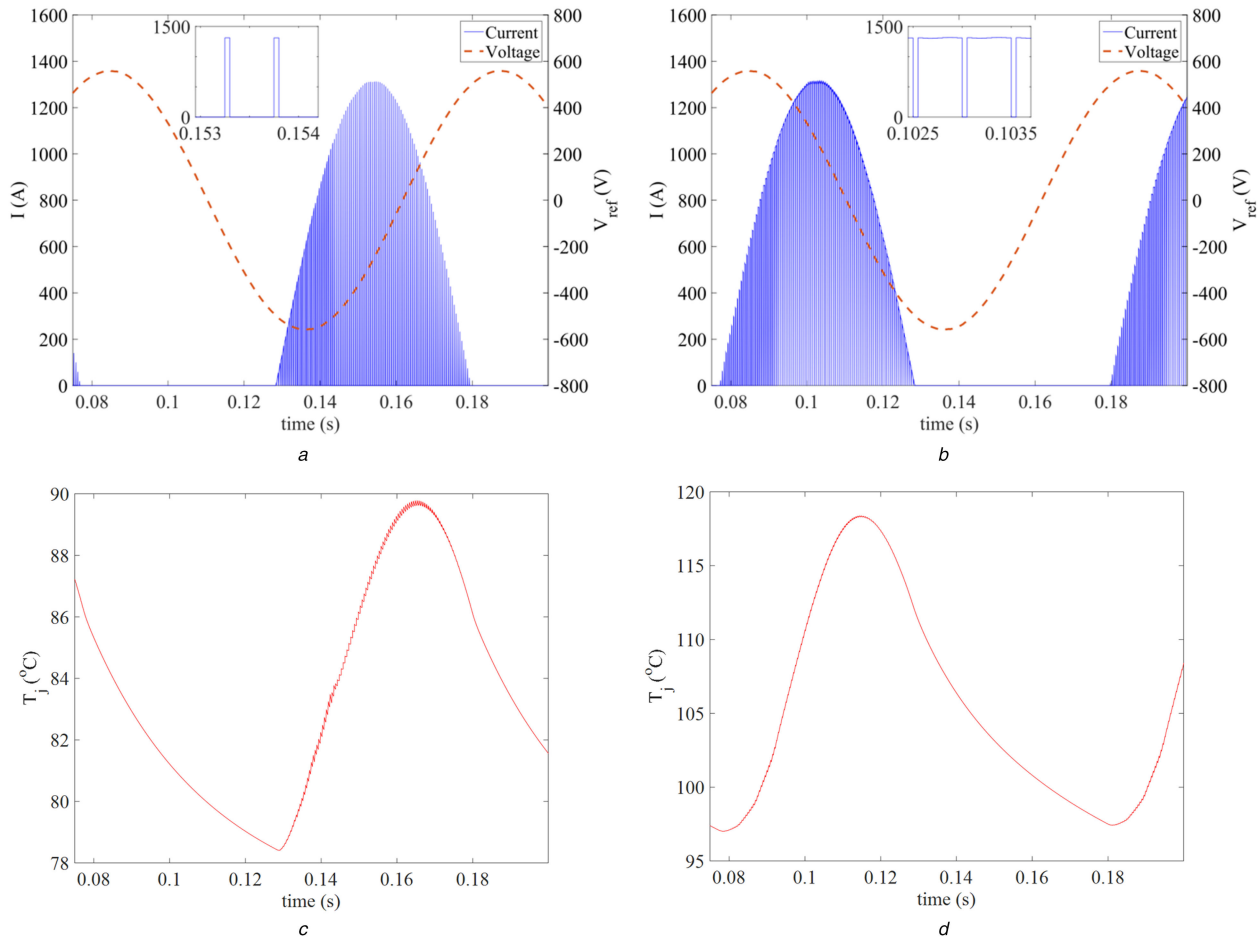 1600
1400
1200
1000
800
600
400
200
0
I (A)
800
600
400
200
0
-200
-400
-600
-800
V_ref (V)
1500
0
0.153 0.154
Current
Voltage
0.08 0.1 0.12 0.14 0.16 0.18
time (s)
a
1600
1400
1200
1000
800
600
400
200
0
I (A)
800
600
400
200
0
-200
-400
-600
-800
V_ref (V)
1500
0
0.1025 0.1035
Current
Voltage
0.08 0.1 0.12 0.14 0.16 0.18
time (s)
b
90
88
86
84
82
80
78
T_j (°C)
0.08 0.1 0.12 0.14 0.16 0.18
time (s)
c
120
115
110
105
100
95
T_j (°C)
0.08 0.1 0.12 0.14 0.16 0.18
time (s)
d